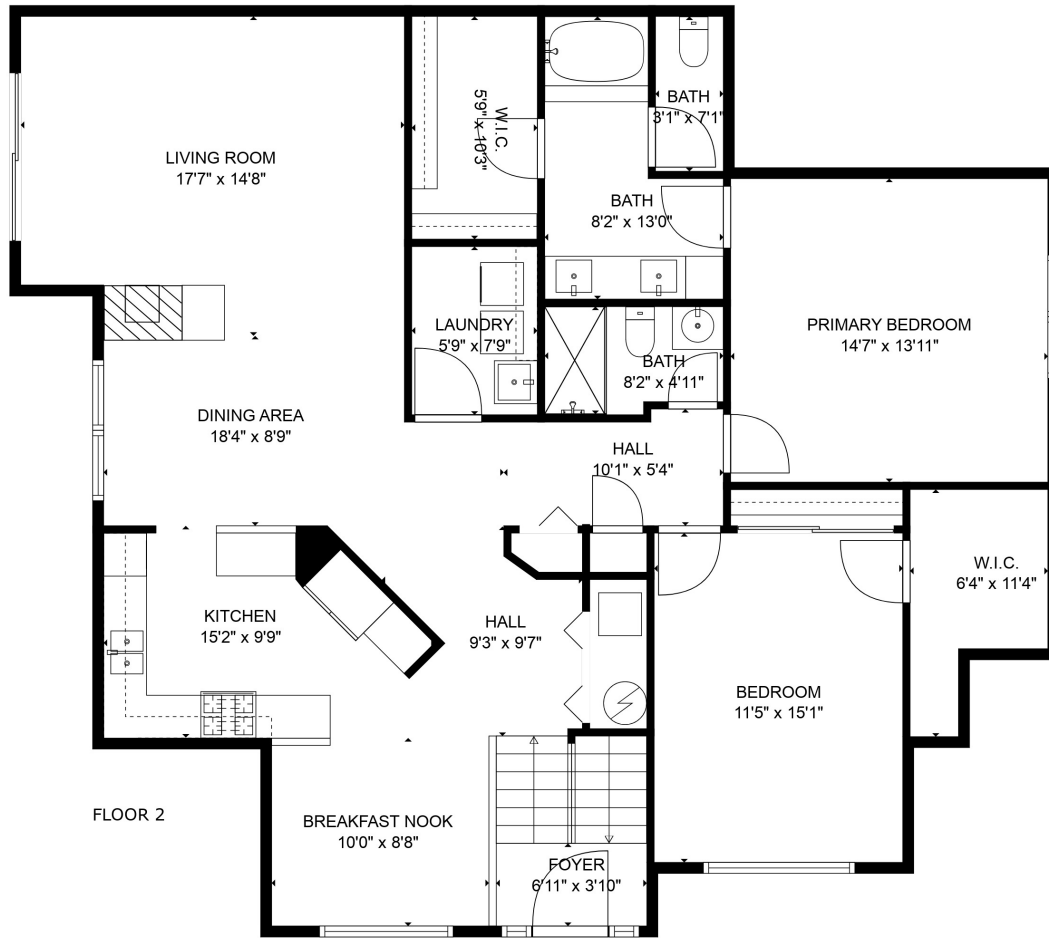 LIVING ROOM
17'7" x 14'8"
W.I.C.
5'9" x 10'3"
BATH
3'1" x 7'1"
BATH
8'2" x 13'0"
LAUNDRY
5'9" x 7'9"
BATH
8'2" x 4'11"
PRIMARY BEDROOM
14'7" x 13'11"
DINING AREA
18'4" x 8'9"
HALL
10'1" x 5'4"
W.I.C.
6'4" x 11'4"
KITCHEN
15'2" x 9'9"
HALL
9'3" x 9'7"
BEDROOM
11'5" x 15'1"
FLOOR 2
BREAKFAST NOOK
10'0" x 8'8"
FOYER
6'11" x 3'10"